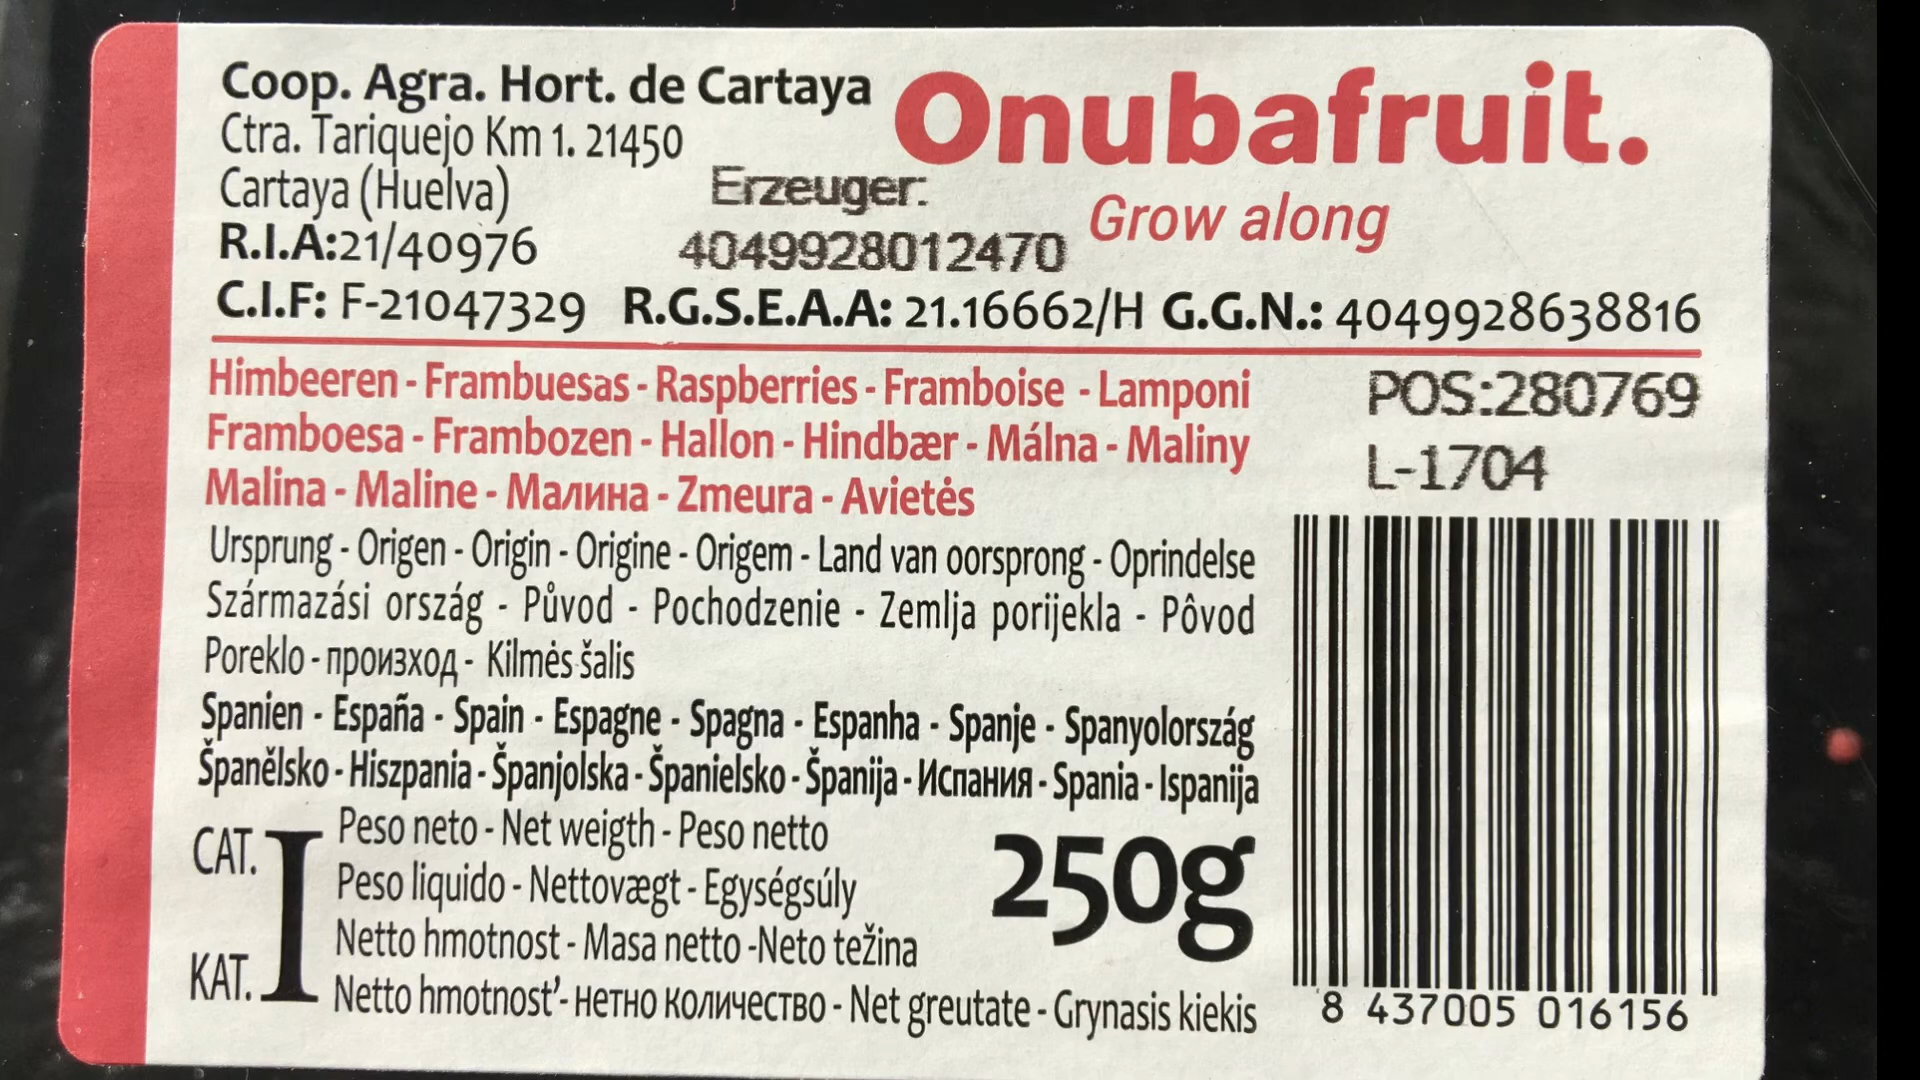 Coop. Agra. Hort. de Cartaya
Onubafruit.
Ctra. Tariquejo Km 1. 21450
Cartaya (Huelva)
Erzeuger:
Grow along
R.I.A:21/40976
4049928012470
C.I.F: F-21047329 R.G.S.E.A.A: 21.16662/H G.G.N.: 4049928638816
Himbeeren - Frambuesas - Raspberries - Framboise - Lamponi
Framboesa - Frambozen - Hallon - Hindbær - Málna - Maliny
Malina - Maline - Малина - Zmeura - Avietės
POS:280769
L-1704
Ursprung - Origen - Origin - Origine - Origem - Land van oorsprong - Oprindelse
Származási ország - Původ - Pochodzenie - Zemlja porijekla - Pôvod
Poreklo - произход - Kilmės šalis
Spanien - España - Spain - Espagne - Spagna - Espanha - Spanje - Spanyolország
Španělsko - Hiszpania - Španjolska - Španielsko - Španija - Испания - Spania - Ispanija
CAT. I
KAT.
Peso neto - Net weigth - Peso netto
Peso liquido - Nettovægt - Egységsúly
Netto hmotnost - Masa netto -Neto težina
Netto hmotnost’- нетно количество - Net greutate - Grynasis kiekis
250g
8 437005 016156